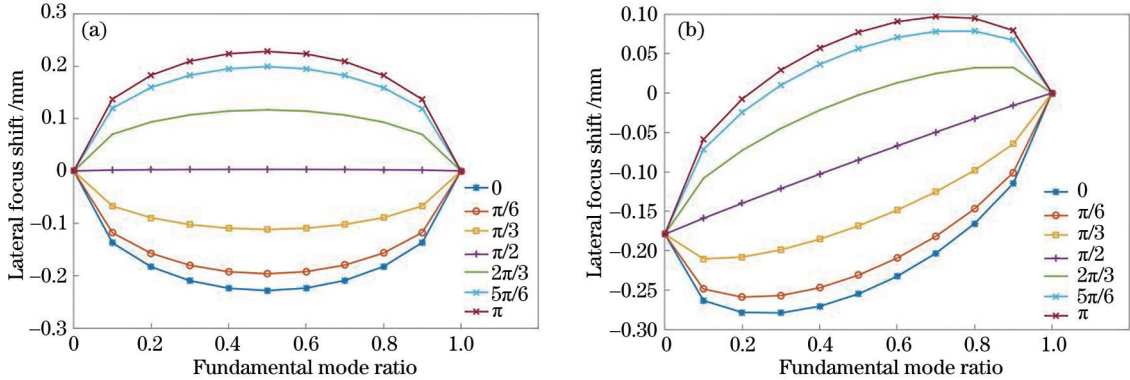 (a)
Lateral focus shift /mm
0.3
0.2
0.1
0
−0.1
−0.2
−0.3
0 0.2 0.4 0.6 0.8 1.0
Fundamental mode ratio
0
π/6
π/3
π/2
2π/3
5π/6
π
(b)
Lateral focus shift /mm
0.10
0.05
0
−0.05
−0.10
−0.15
−0.20
−0.25
−0.30
0 0.2 0.4 0.6 0.8 1.0
Fundamental mode ratio
0
π/6
π/3
π/2
2π/3
5π/6
π